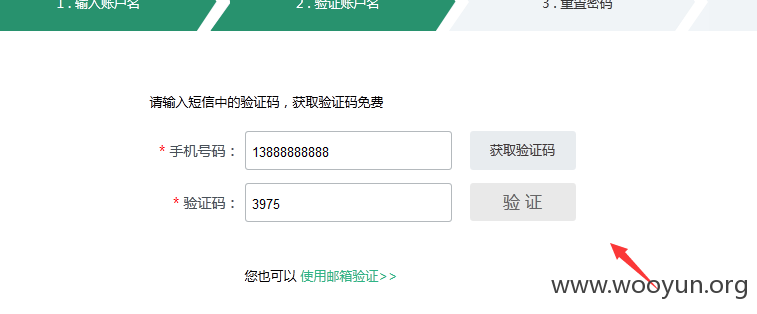 1 . 输入账户名
2 . 验证账户名
3 . 重置密码
请输入短信中的验证码，获取验证码免费
* 手机号码： 13888888888 获取验证码
* 验证码： 3975 验 证
您也可以 使用邮箱验证>>
www.wooyun.org